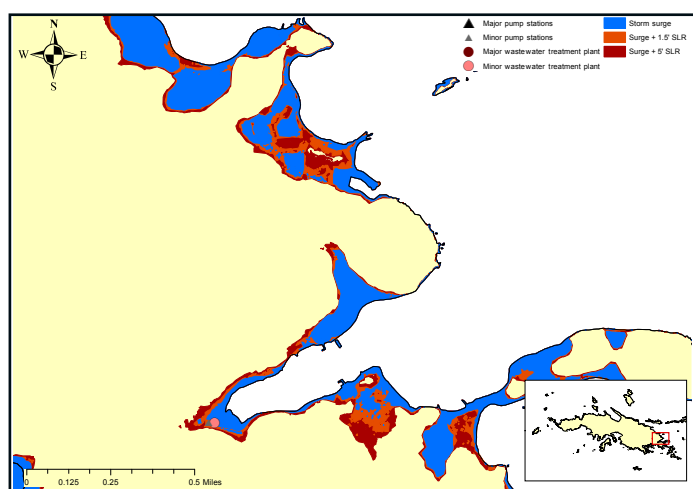 N
W E
S
Major pump stations
Minor pump stations
Major wastewater treatment plant
Minor wastewater treatment plant
Storm surge
Surge + 1.5' SLR
Surge + 5' SLR
0 0.125 0.25 0.5 Miles